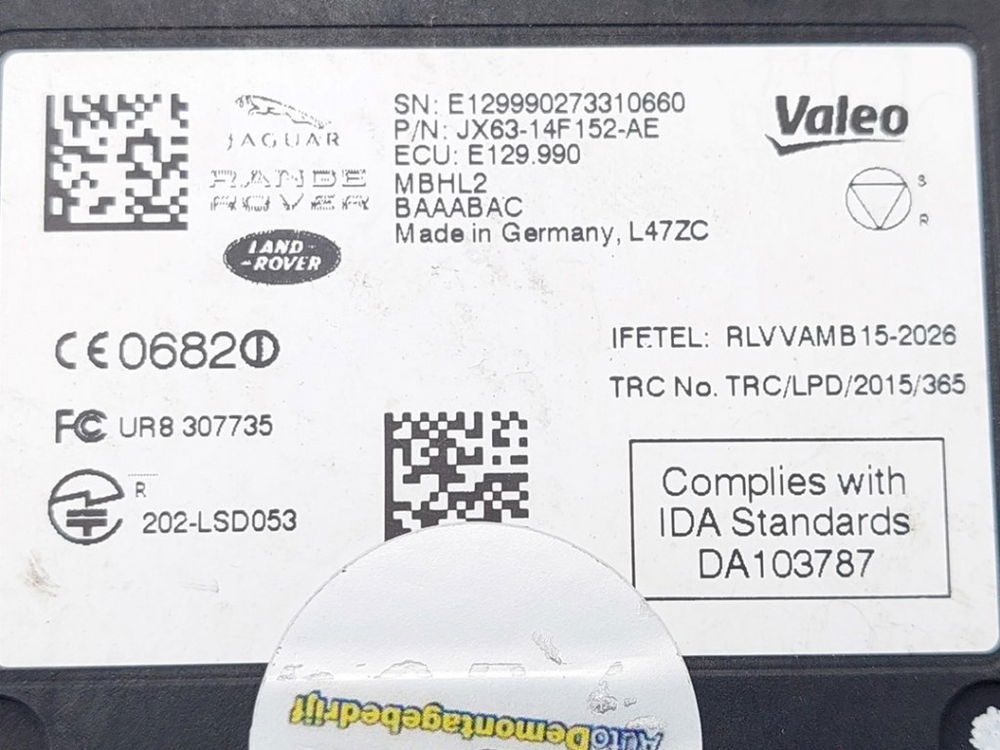 JAGUAR
RANGE
ROVER
LAND-
-ROVER
SN: E129990273310660
P/N: JX63-14F152-AE
ECU: E129.990
MBHL2
BAAABAC
Made in Germany, L47ZC
Valeo
S
R
CE0682
FC UR8 307735
R
202-LSD053
IFETEL: RLVVAMB15-2026
TRC No. TRC/LPD/2015/365
Complies with
IDA Standards
DA103787
AutoDemontagebedrijf